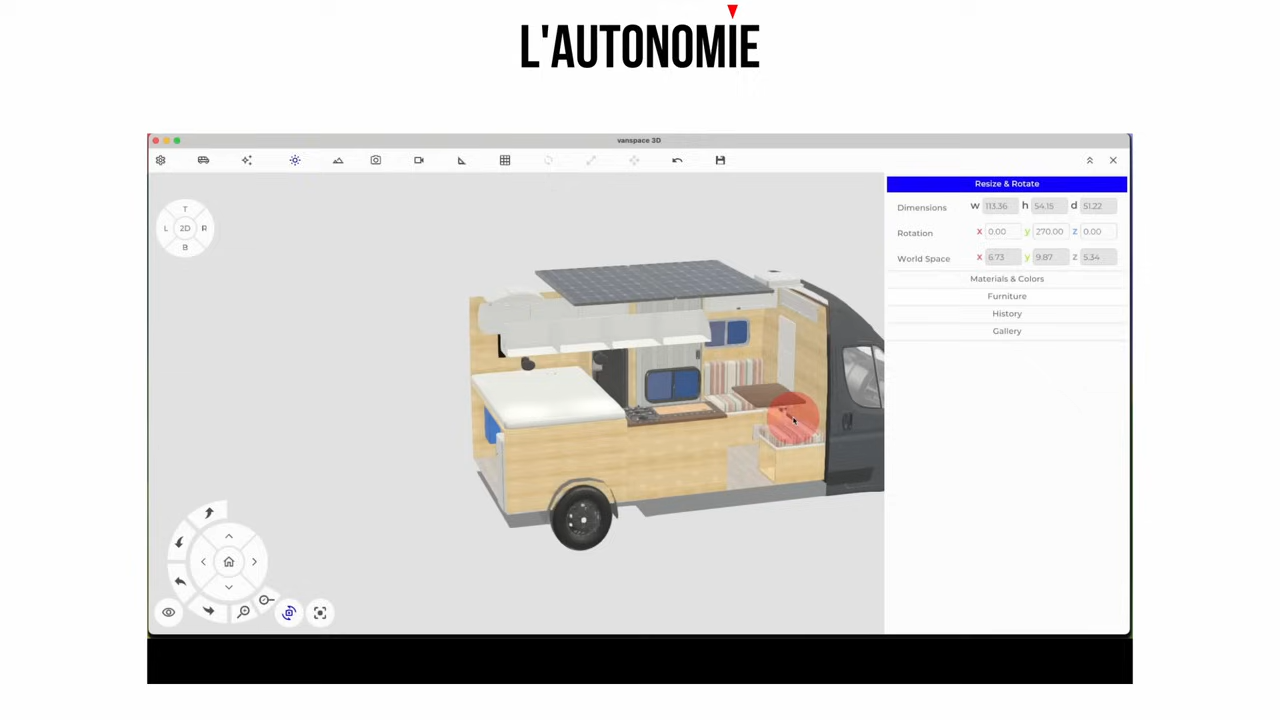 L'AUTONOMIE
vanspace 3D
T
L 2D R
B
Resize & Rotate
Dimensions w 113.36 h 54.15 d 51.22
Rotation x 0.00 y 270.00 z 0.00
World Space x 6.73 y 9.87 z 5.34
Materials & Colors
Furniture
History
Gallery